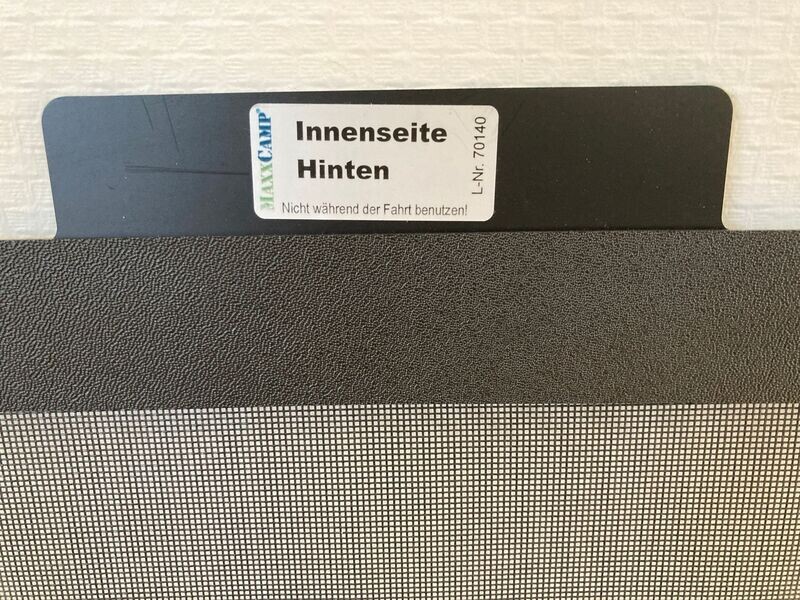 MAXXCAMP®
Innenseite
Hinten
Nicht während der Fahrt benutzen!
L-Nr. 70140